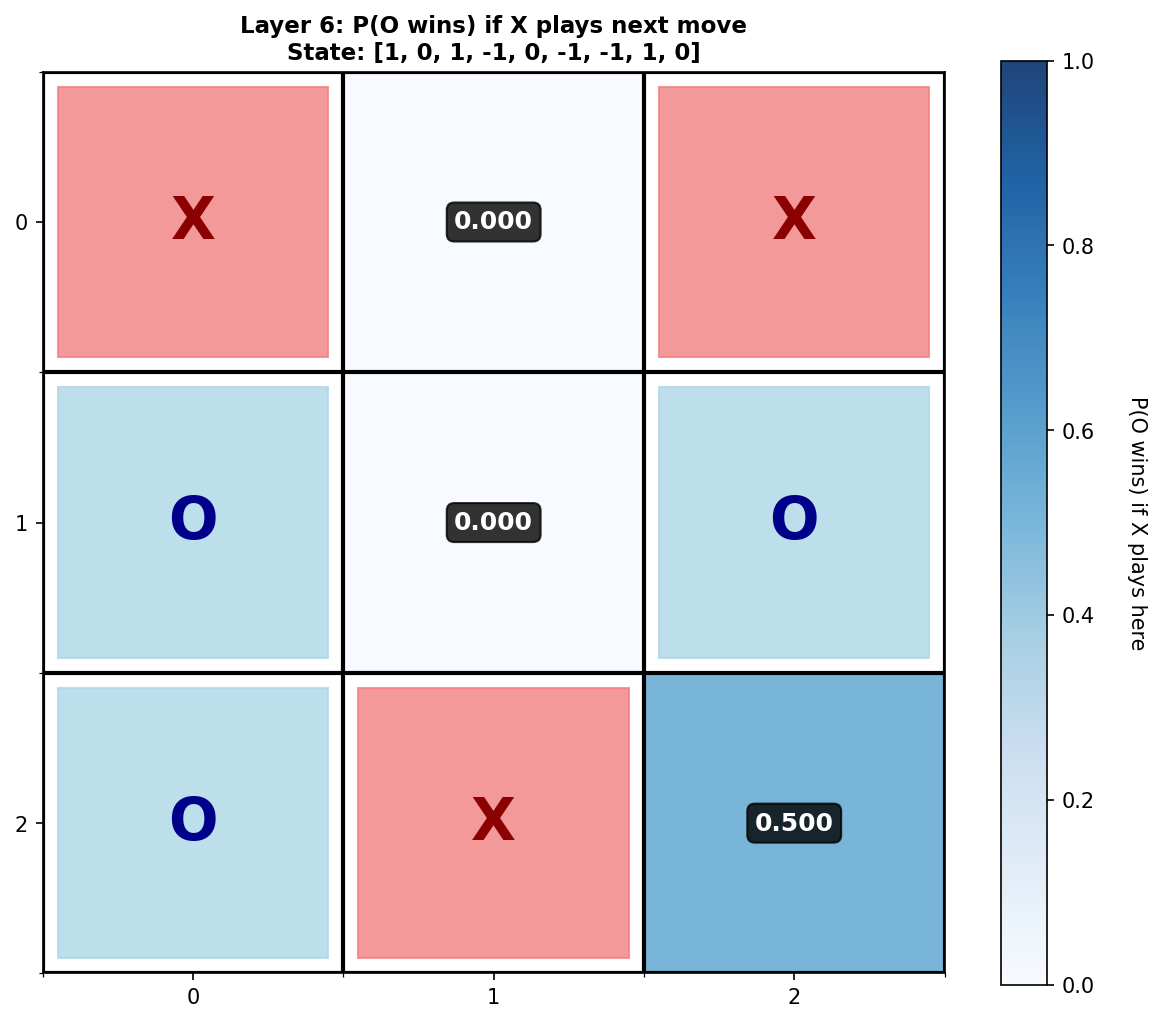 Layer 6: P(O wins) if X plays next move
State: [1, 0, 1, -1, 0, -1, -1, 1, 0]
X
0.000
X
O
0.000
O
O
X
0.500
0
1
2
0
1
2
1.0
0.8
0.6
0.4
0.2
0.0
P(O wins) if X plays here